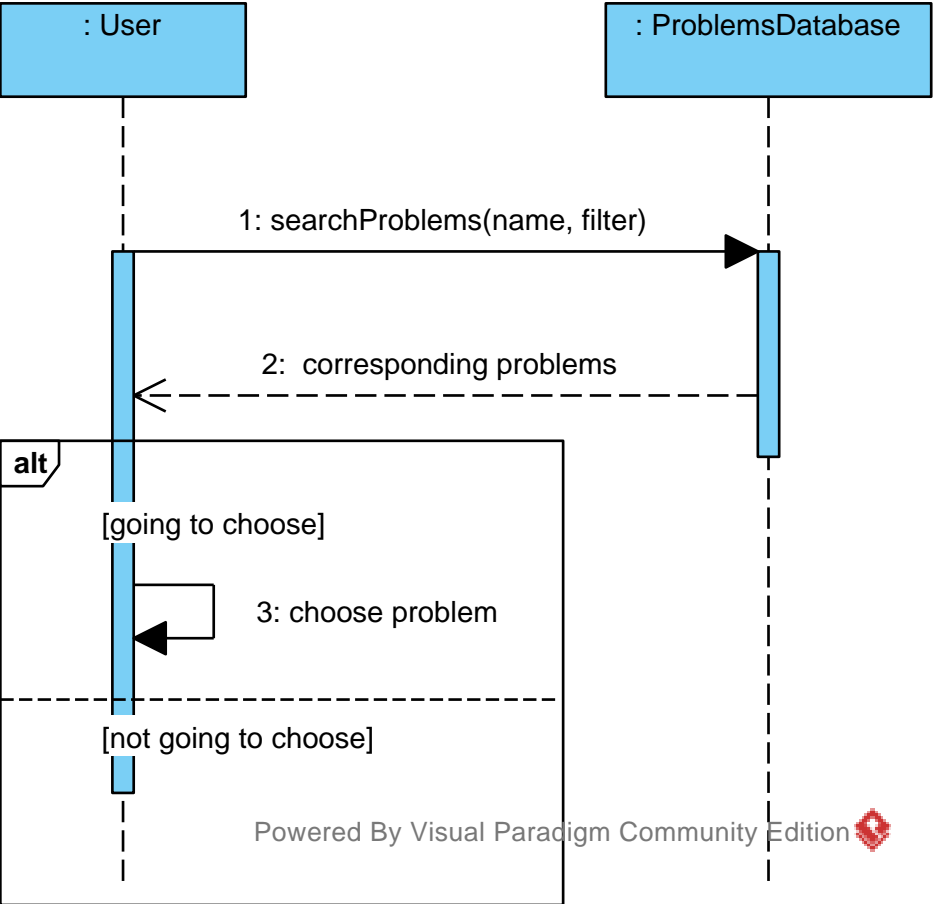 : User
: ProblemsDatabase
1: searchProblems(name, filter)
2:  corresponding problems
alt
[going to choose]
3: choose problem
[not going to choose]
Powered By Visual Paradigm Community Edition